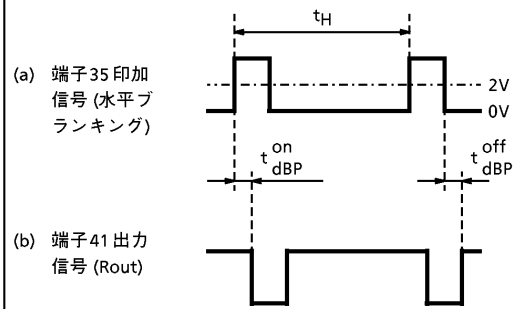 tH
(a) 端子35印加
信号(水平ブ
ランキング)
2V
0V
t on dBP
t off dBP
(b) 端子41出力
信号(Rout)